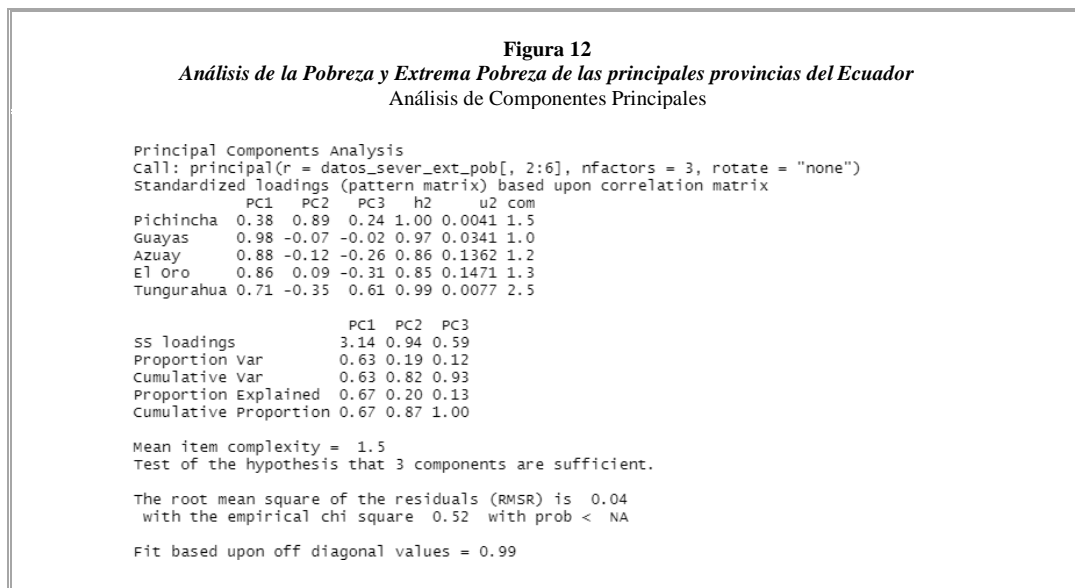 Figura 12
Análisis de la Pobreza y Extrema Pobreza de las principales provincias del Ecuador
Análisis de Componentes Principales
Principal Components Analysis
Call: principal(r = datos_sever_ext_pob[, 2:6], nfactors = 3, rotate = "none")
Standardized loadings (pattern matrix) based upon correlation matrix
PC1 PC2 PC3 h2 u2 com
Pichincha 0.38 0.89 0.24 1.00 0.0041 1.5
Guayas 0.98 -0.07 -0.02 0.97 0.0341 1.0
Azuay 0.88 -0.12 -0.26 0.86 0.1362 1.2
El Oro 0.86 0.09 -0.31 0.85 0.1471 1.3
Tungurahua 0.71 -0.35 0.61 0.99 0.0077 2.5
PC1 PC2 PC3
SS loadings 3.14 0.94 0.59
Proportion Var 0.63 0.19 0.12
Cumulative Var 0.63 0.82 0.93
Proportion Explained 0.67 0.20 0.13
Cumulative Proportion 0.67 0.87 1.00
Mean item complexity = 1.5
Test of the hypothesis that 3 components are sufficient.
The root mean square of the residuals (RMSR) is 0.04
with the empirical chi square 0.52 with prob < NA
Fit based upon off diagonal values = 0.99